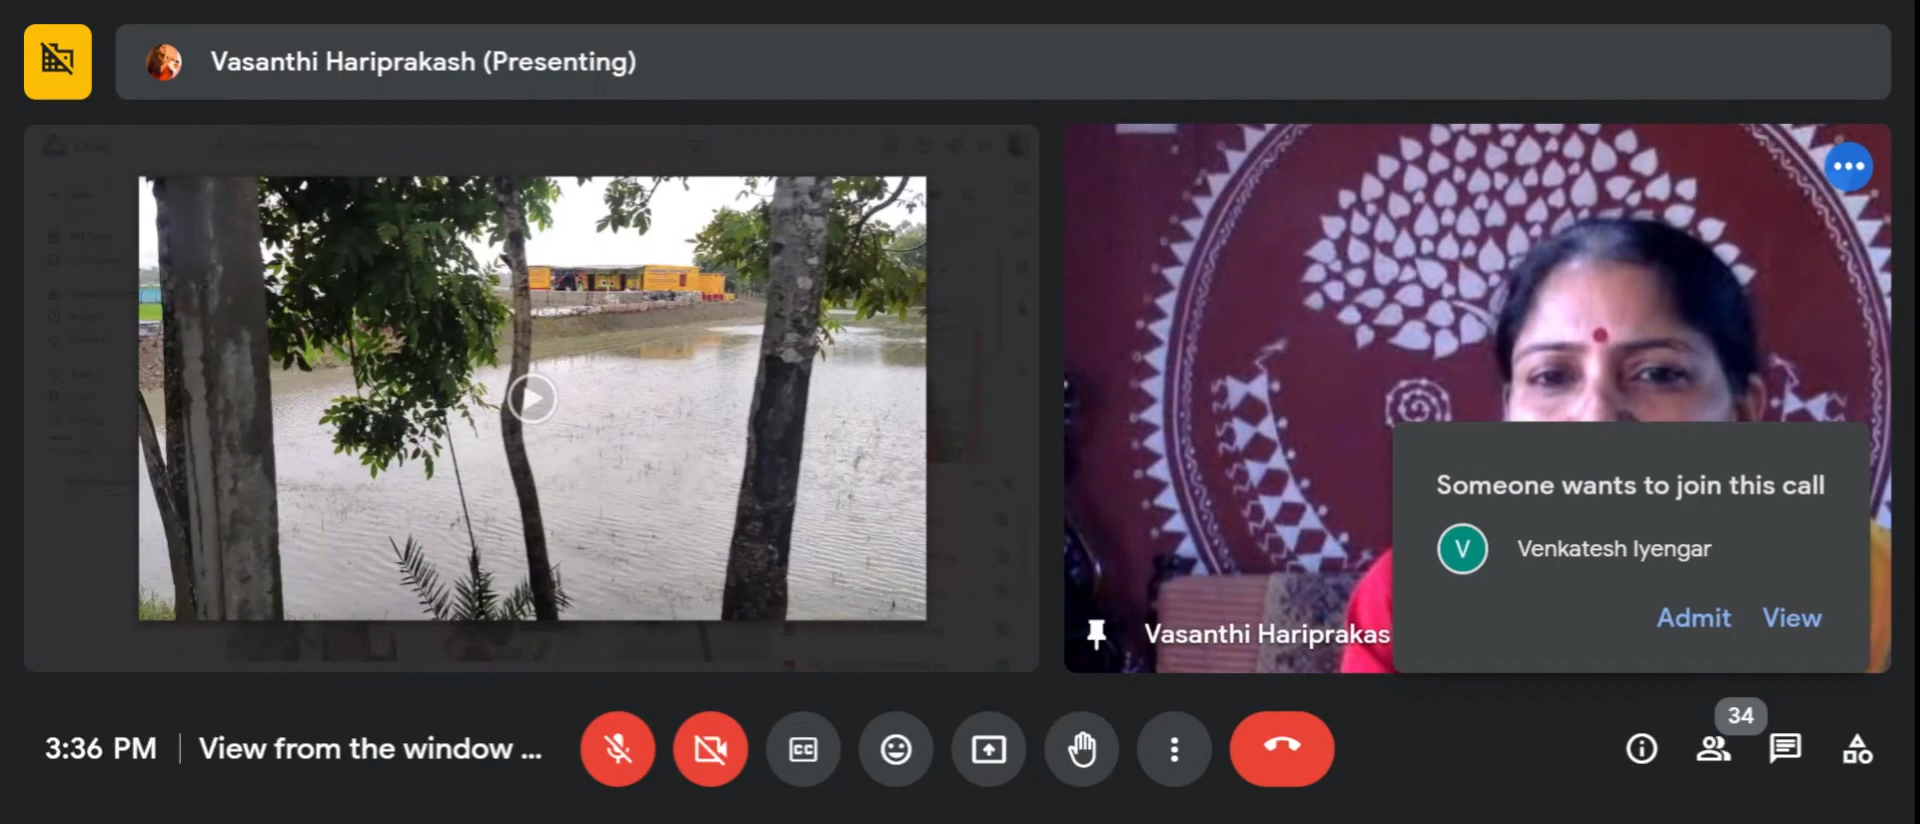 Vasanthi Hariprakash (Presenting)
Someone wants to join this call
V
Venkatesh Iyengar
Admit View
Vasanthi Hariprakas
34
3:36 PM | View from the window ...
CC